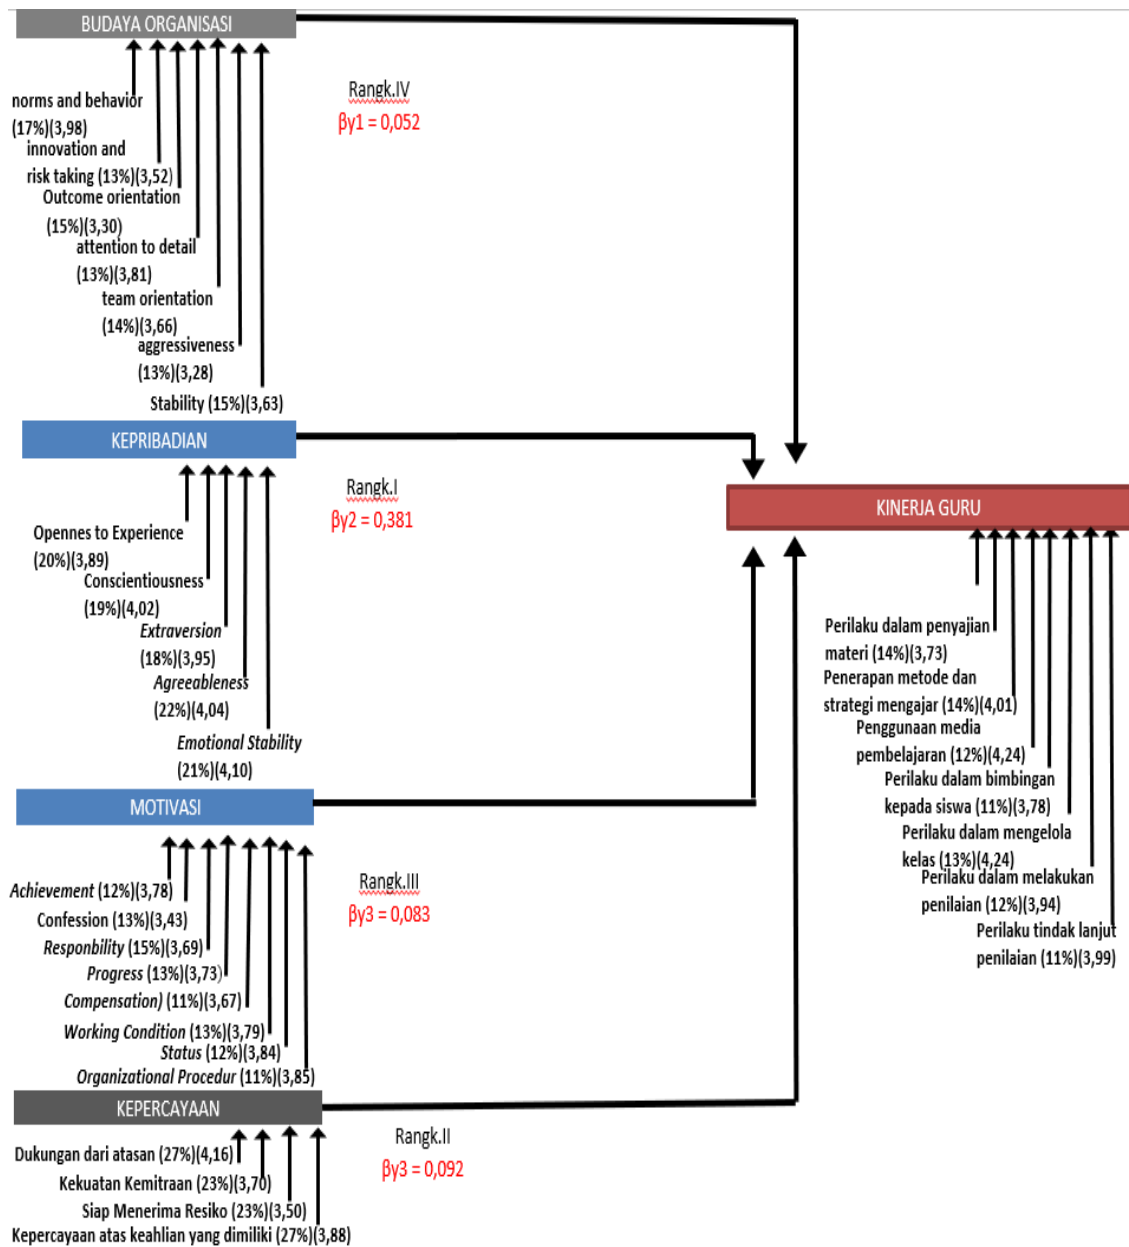 BUDAYA ORGANISASI
norms and behavior
(17%)(3,98)
innovation and
risk taking (13%)(3,52)
Outcome orientation
(15%)(3,30)
attention to detail
(13%)(3,81)
team orientation
(14%)(3,66)
aggressiveness
(13%)(3,28)
Stability (15%)(3,63)
Rangk.IV
βy1 = 0,052
KEPRIBADIAN
Opennes to Experience
(20%)(3,89)
Conscientiousness
(19%)(4,02)
Extraversion
(18%)(3,95)
Agreeableness
(22%)(4,04)
Emotional Stability
(21%)(4,10)
Rangk.I
βy2 = 0,381
MOTIVASI
Achievement (12%)(3,78)
Confession (13%)(3,43)
Responbility (15%)(3,69)
Progress (13%)(3,73)
Compensation) (11%)(3,67)
Working Condition (13%)(3,79)
Status (12%)(3,84)
Organizational Procedur (11%)(3,85)
Rangk.III
βy3 = 0,083
KEPERCAYAAN
Dukungan dari atasan (27%)(4,16)
Kekuatan Kemitraan (23%)(3,70)
Siap Menerima Resiko (23%)(3,50)
Kepercayaan atas keahlian yang dimiliki (27%)(3,88)
Rangk.II
βy3 = 0,092
KINERJA GURU
Perilaku dalam penyajian
materi (14%)(3,73)
Penerapan metode dan
strategi mengajar (14%)(4,01)
Penggunaan media
pembelajaran (12%)(4,24)
Perilaku dalam bimbingan
kepada siswa (11%)(3,78)
Perilaku dalam mengelola
kelas (13%)(4,24)
Perilaku dalam melakukan
penilaian (12%)(3,94)
Perilaku tindak lanjut
penilaian (11%)(3,99)